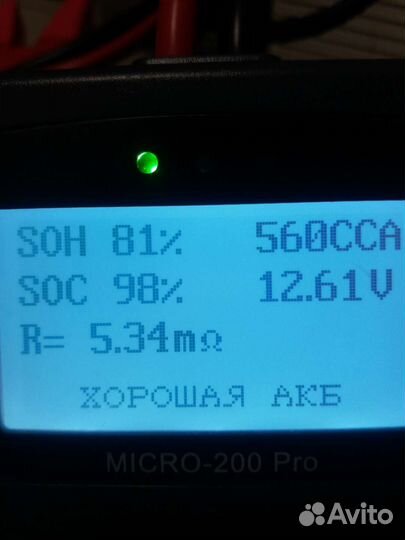 SOH 81% 560CCA
SOC 98% 12.61V
R= 5.34mΩ
ХОРОШАЯ АКБ
MICRO-200 Pro
Avito